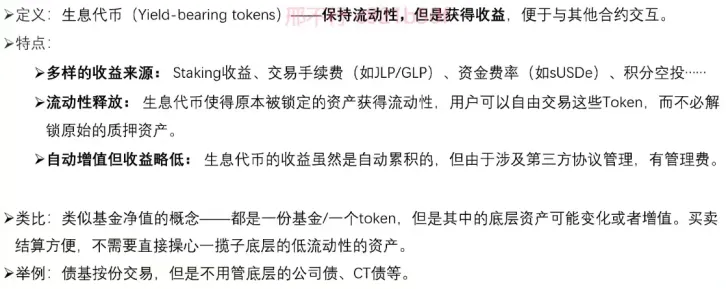 ➢定义：生息代币（Yield-bearing tokens）——保持流动性，但是获得收益，便于与其他合约交互。
➢特点：
➢多样的收益来源： Staking收益、交易手续费（如JLP/GLP）、资金费率（如sUSDe）、积分空投……
➢流动性释放： 生息代币使得原本被锁定的资产获得流动性，用户可以自由交易这些Token，而不必解
锁原始的质押资产。
➢自动增值但收益略低： 生息代币的收益虽然是自动累积的，但由于涉及第三方协议管理，有管理费。
➢类比：类似基金净值的概念——都是一份基金/一个token，但是其中的底层资产可能变化或者增值。买卖
结算方便，不需要直接操心一揽子底层的低流动性的资产。
➢举例：债基按份交易，但是不用管底层的公司债、CT债等。